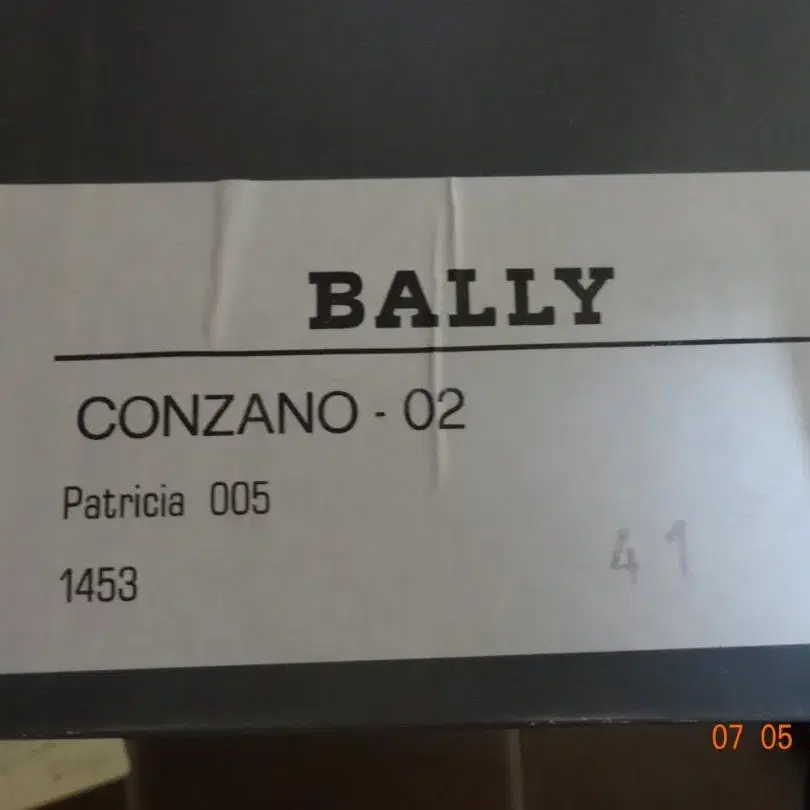 BALLY
CONZANO - 02
Patricia 005
1453
41
07 05